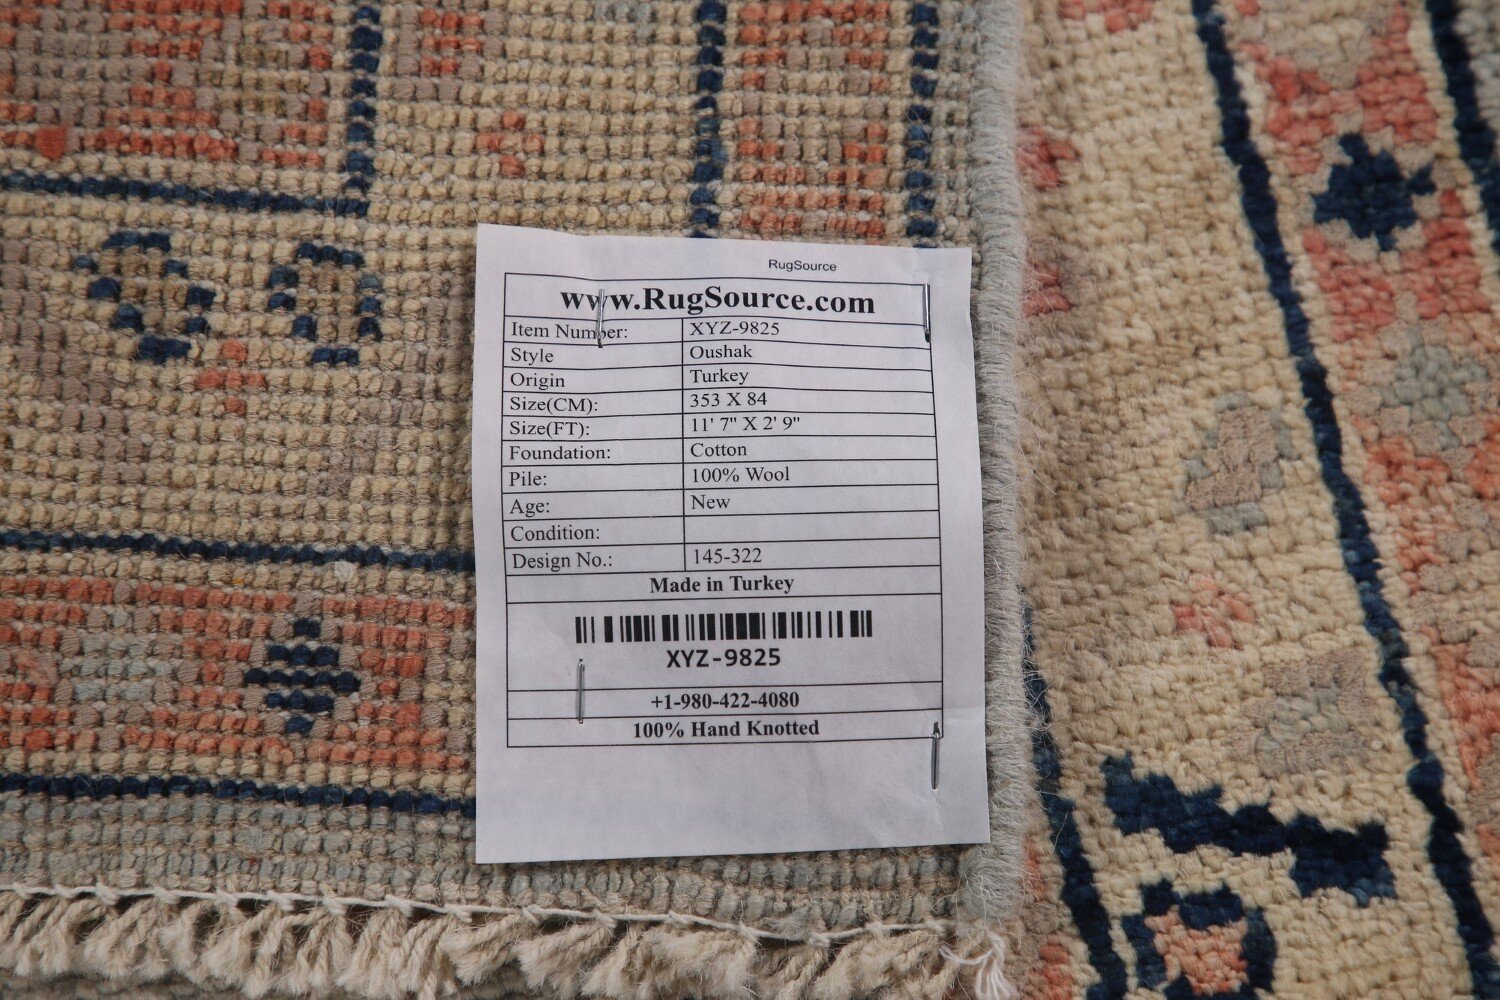 RugSource
www.RugSource.com
Item Number: XYZ-9825
Style Oushak
Origin Turkey
Size(CM): 353 X 84
Size(FT): 11' 7" X 2' 9"
Foundation: Cotton
Pile: 100% Wool
Age: New
Condition:
Design No.: 145-322
Made in Turkey
XYZ-9825
+1-980-422-4080
100% Hand Knotted